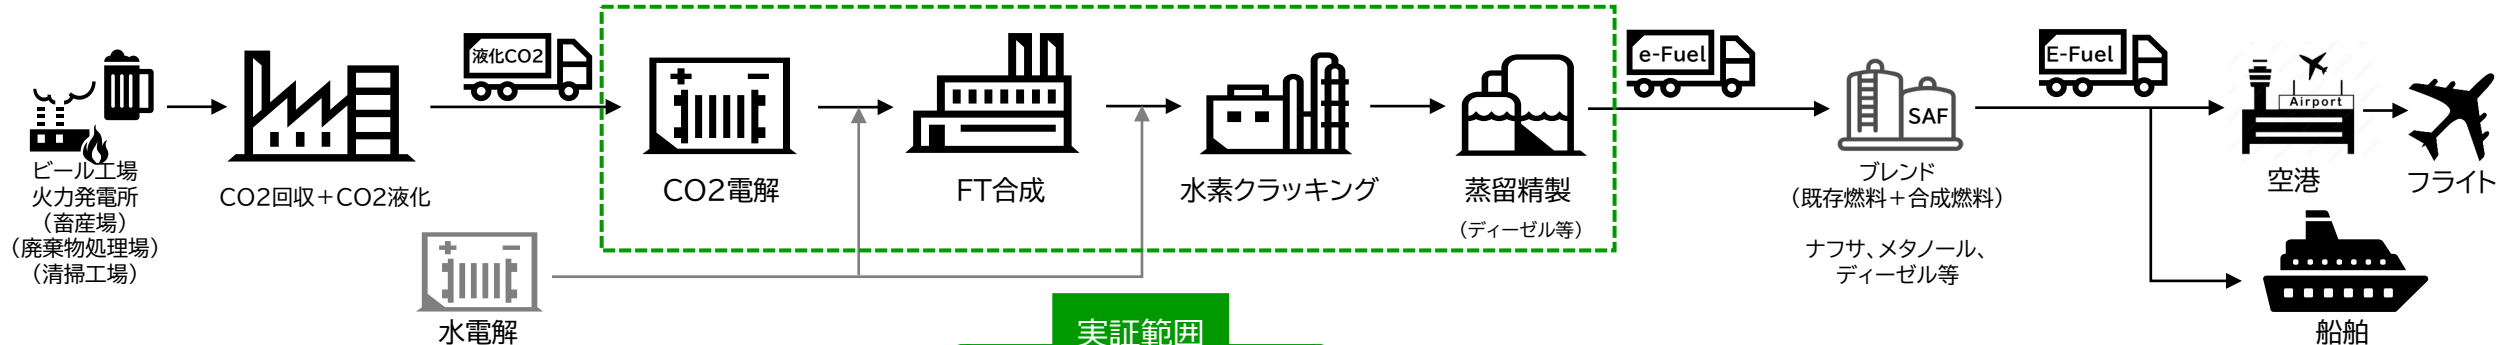 ビール工場
火力発電所
（畜産場）
（廃棄物処理場）
（清掃工場）
CO2回収＋CO2液化
液化CO2
水電解
CO2電解
FT合成
水素クラッキング
蒸留精製
（ディーゼル等）
実証範囲
e-Fuel
SAF
ブレンド
（既存燃料＋合成燃料）
ナフサ、メタノール、
ディーゼル等
E-Fuel
Airport
空港
フライト
船舶